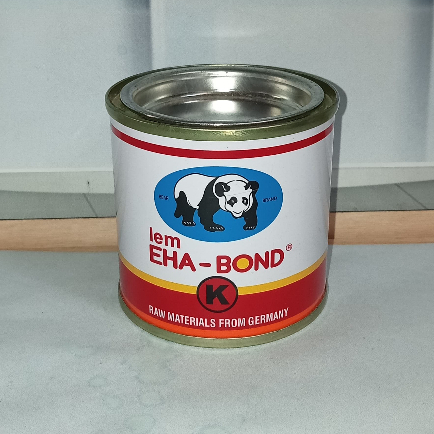 lem
EHA-BOND®
K
RAW MATERIALS FROM GERMANY